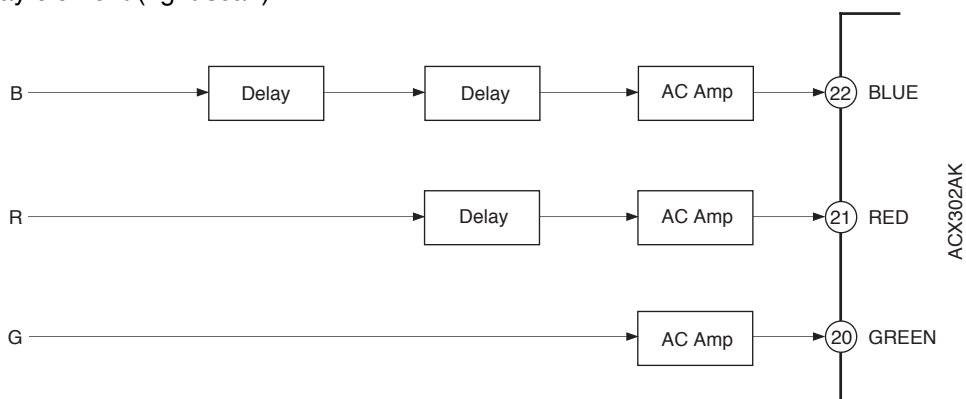 B Delay Delay AC Amp 22 BLUE
R Delay AC Amp 21 RED
ACX302AK
G AC Amp 20 GREEN